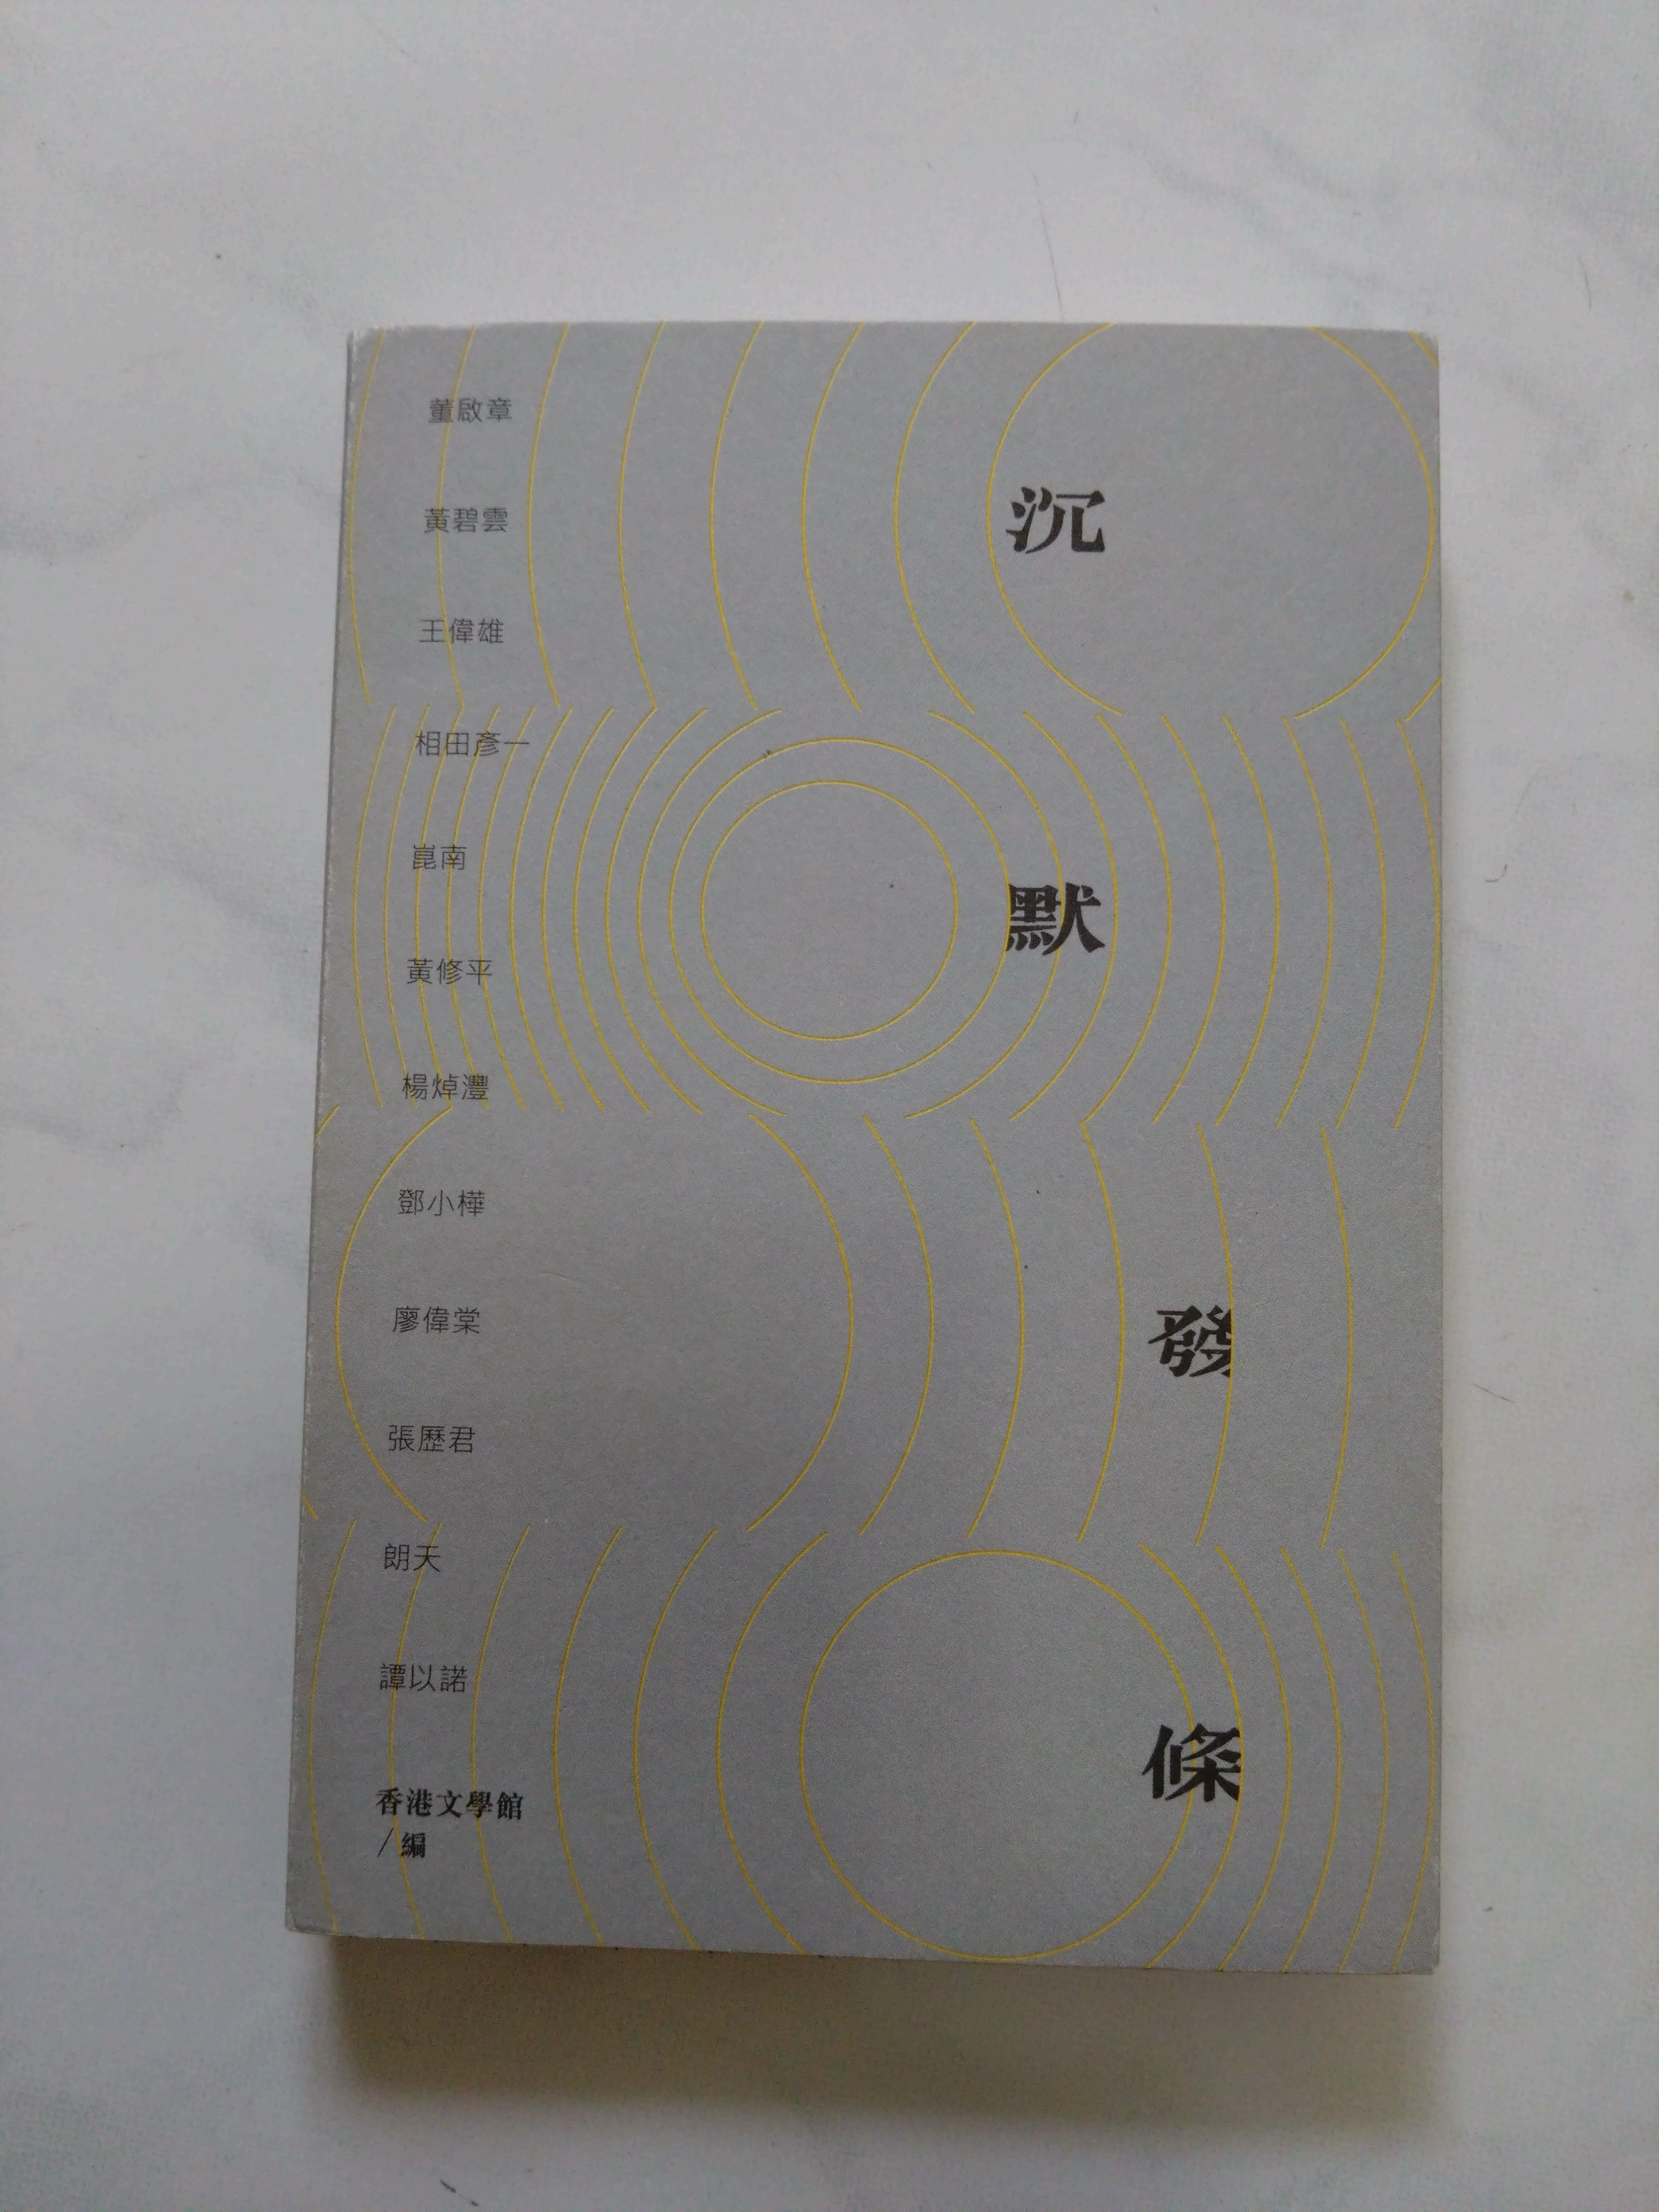 沉
默
發
條
董啟章
黃碧雲
王偉雄
相田彥一
崑南
黃修平
楊焯灃
鄧小樺
廖偉棠
張歷君
朗天
譚以諾
香港文學館
/ 編